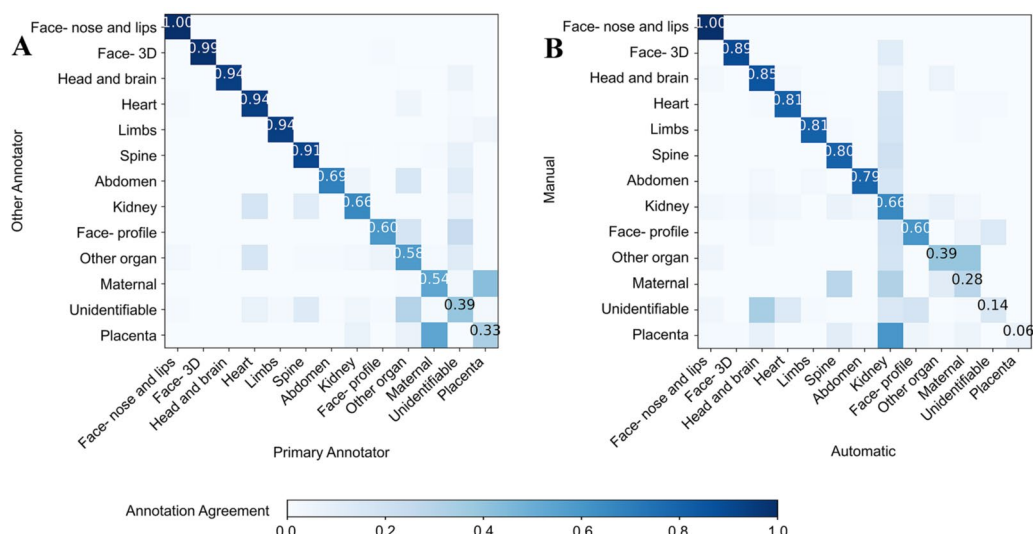 A
Other Annotator
Face- nose and lips 1.00
Face- 3D 0.99
Head and brain 0.94
Heart 0.94
Limbs 0.94
Spine 0.91
Abdomen 0.69
Kidney 0.66
Face- profile 0.60
Other organ 0.58
Maternal 0.54
Unidentifiable 0.39
Placenta 0.33
Face- nose and lips
Face- 3D
Head and brain
Heart
Limbs
Spine
Abdomen
Kidney
Face- profile
Other organ
Maternal
Unidentifiable
Placenta
Primary Annotator
B
Manual
Face- nose and lips 1.00
Face- 3D 0.89
Head and brain 0.85
Heart 0.81
Limbs 0.81
Spine 0.80
Abdomen 0.79
Kidney 0.66
Face- profile 0.60
Other organ 0.39
Maternal 0.28
Unidentifiable 0.14
Placenta 0.06
Face- nose and lips
Face- 3D
Head and brain
Heart
Limbs
Spine
Abdomen
Kidney
Face- profile
Other organ
Maternal
Unidentifiable
Placenta
Automatic
Annotation Agreement
0.0 0.2 0.4 0.6 0.8 1.0